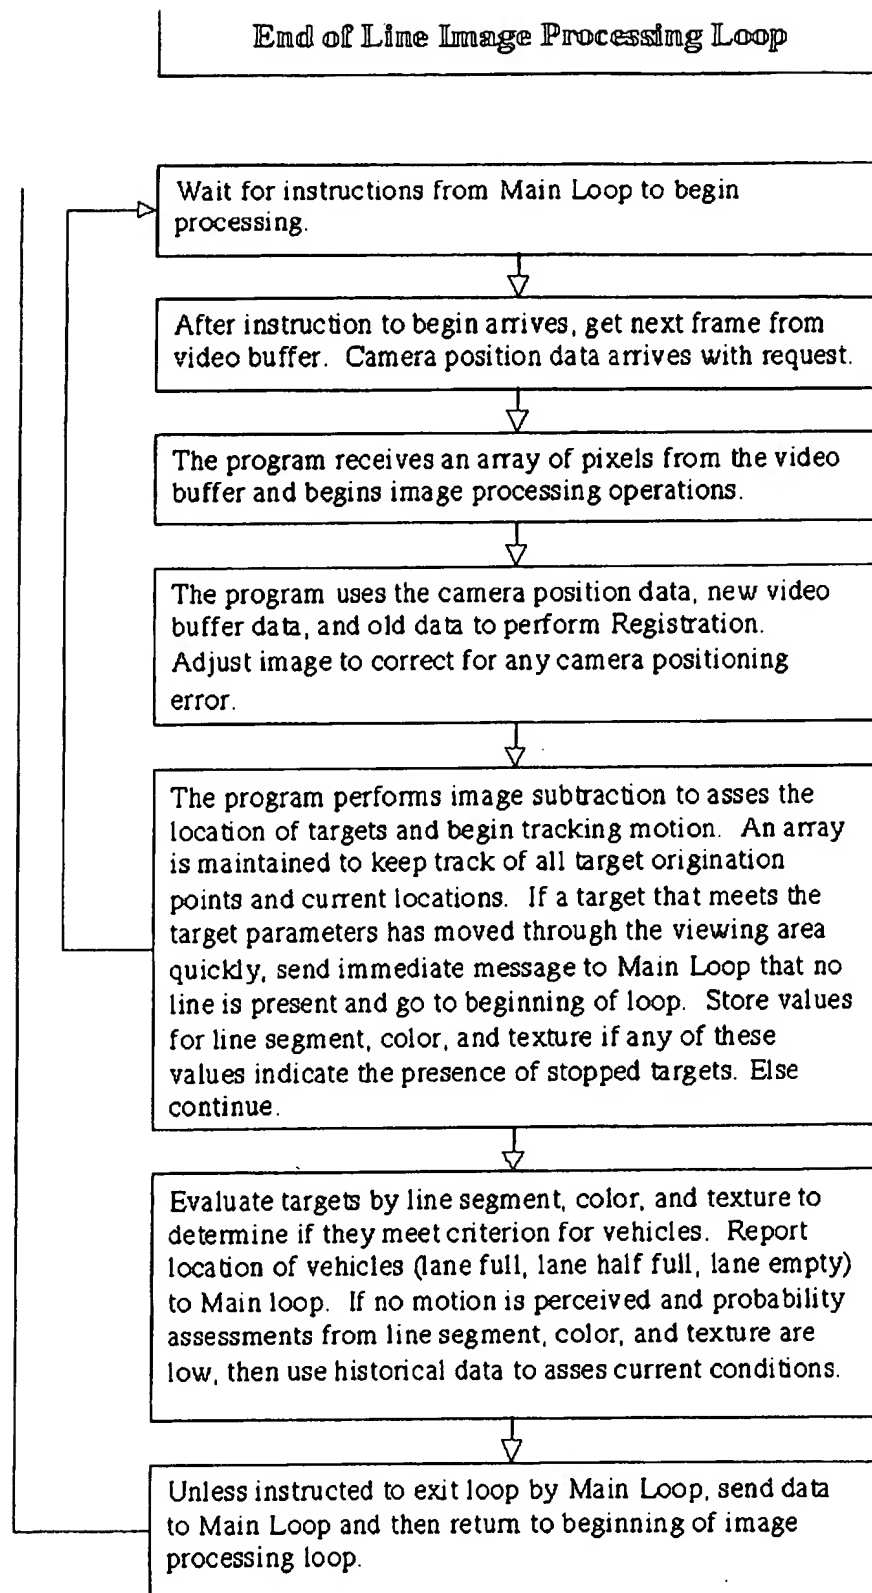 End of Line Image Processing Loop
Wait for instructions from Main Loop to begin
processing.
After instruction to begin arrives, get next frame from
video buffer. Camera position data arrives with request.
The program receives an array of pixels from the video
buffer and begins image processing operations.
The program uses the camera position data, new video
buffer data, and old data to perform Registration.
Adjust image to correct for any camera positioning
error.
The program performs image subtraction to asses the
location of targets and begin tracking motion. An array
is maintained to keep track of all target origination
points and current locations. If a target that meets the
target parameters has moved through the viewing area
quickly, send immediate message to Main Loop that no
line is present and go to beginning of loop. Store values
for line segment, color, and texture if any of these
values indicate the presence of stopped targets. Else
continue.
Evaluate targets by line segment, color, and texture to
determine if they meet criterion for vehicles. Report
location of vehicles (lane full, lane half full, lane empty)
to Main loop. If no motion is perceived and probability
assessments from line segment, color, and texture are
low, then use historical data to asses current conditions.
Unless instructed to exit loop by Main Loop, send data
to Main Loop and then return to beginning of image
processing loop.